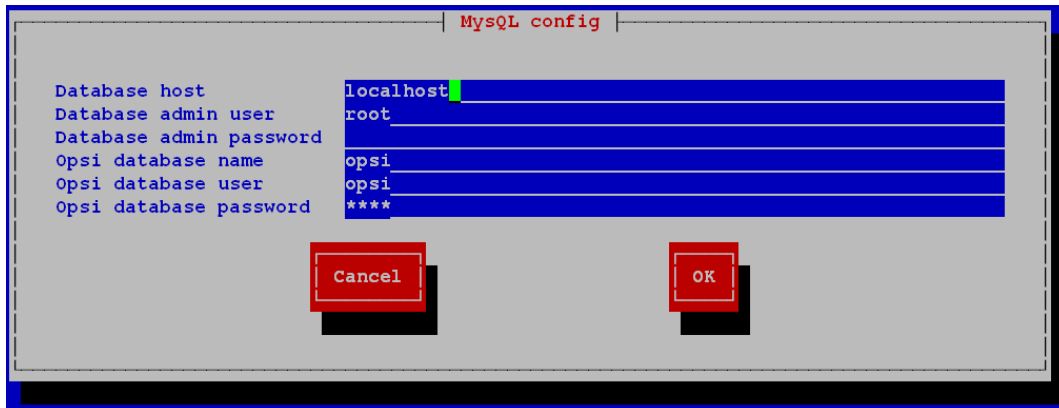 MysQL config
Database host localhost
Database admin user root
Database admin password
Opsi database name opsi
Opsi database user opsi
Opsi database password ****
Cancel OK